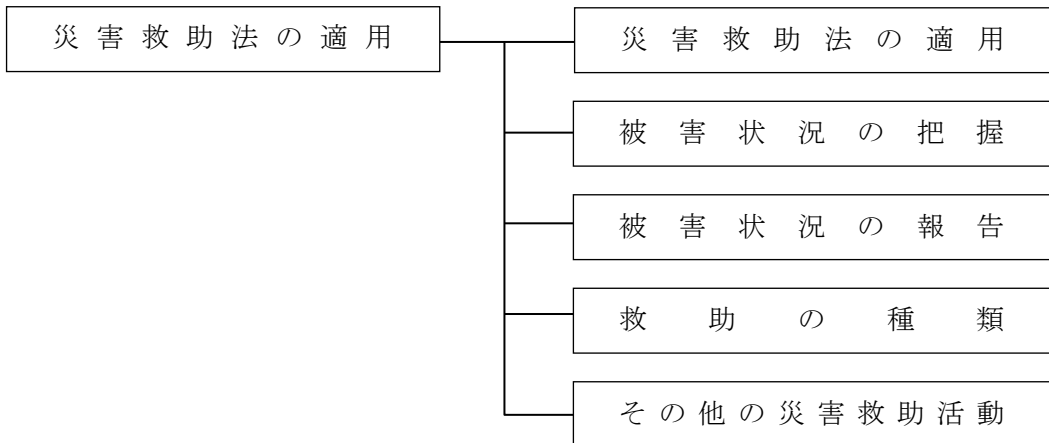 災害救助法の適用
災害救助法の適用
被害状況の把握
被害状況の報告
救助の種類
その他の災害救助活動